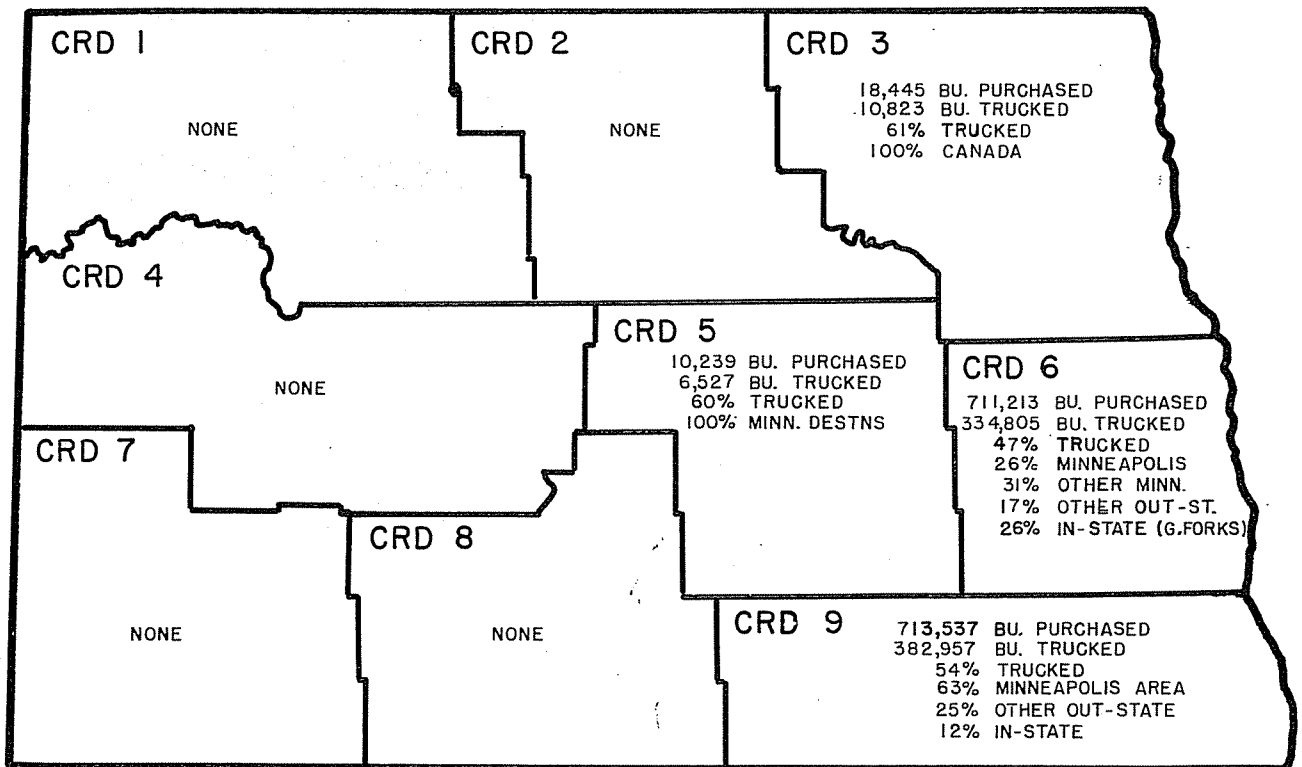 CRD 1
NONE
CRD 2
NONE
CRD 3
18,445 BU. PURCHASED
10,823 BU. TRUCKED
61% TRUCKED
100% CANADA
CRD 4
NONE
CRD 5
10,239 BU. PURCHASED
6,527 BU. TRUCKED
60% TRUCKED
100% MINN. DESTNS
CRD 6
711,213 BU. PURCHASED
334,805 BU. TRUCKED
47% TRUCKED
26% MINNEAPOLIS
31% OTHER MINN.
17% OTHER OUT-ST.
26% IN-STATE (G.FORKS)
CRD 7
NONE
CRD 8
NONE
CRD 9
713,537 BU. PURCHASED
382,957 BU. TRUCKED
54% TRUCKED
63% MINNEAPOLIS AREA
25% OTHER OUT-STATE
12% IN-STATE